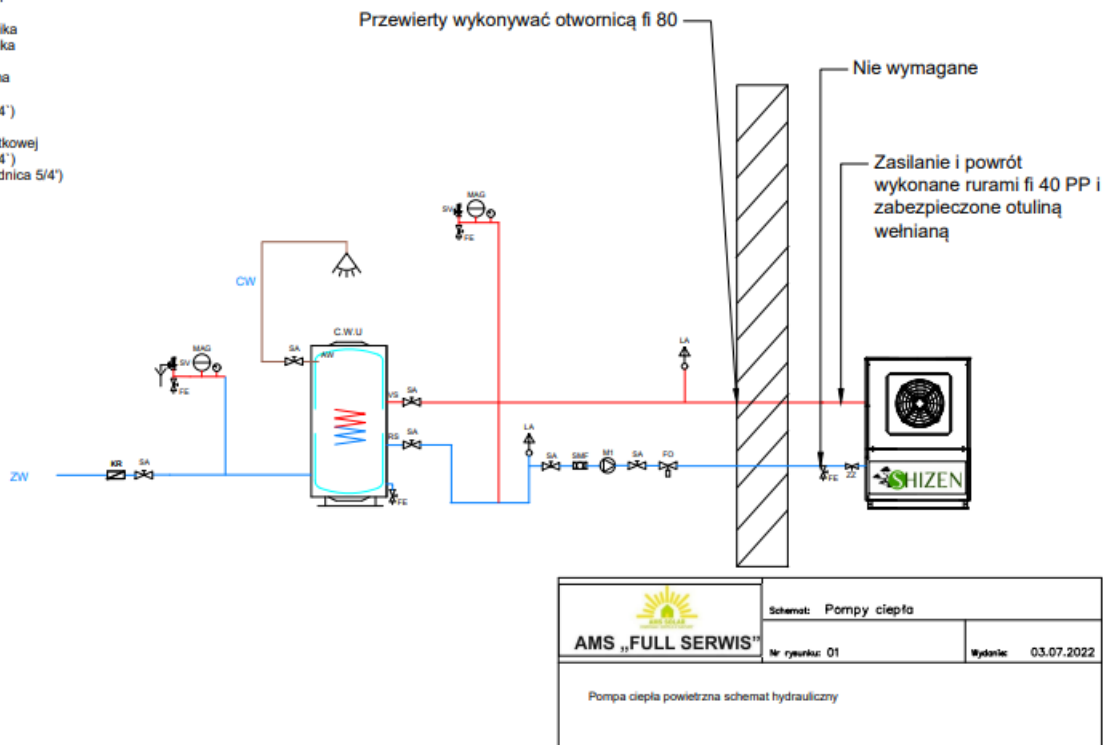 Przewierty wykonywać otwornicą fi 80
ika
ka
na
4`)
tkowej
4`)
dnica 5/4')
Nie wymagane
Zasilanie i powrót
wykonane rurami fi 40 PP i
zabezpieczone otuliną
wełnianą
MAG
SV
FE
CW
C.W.U
SA
AW
MAG
SV
FE
LA
VS
SA
RS
SA
LA
SA
SMF
M1
SA
FO
FE
ZZ
ZW
KR
SA
FE
SHIZEN
AMS SOLAR
AMS „FULL SERWIS”
Schemat: Pompy ciepła
Nr rysunku: 01
Wydanie: 03.07.2022
Pompa ciepła powietrzna schemat hydrauliczny